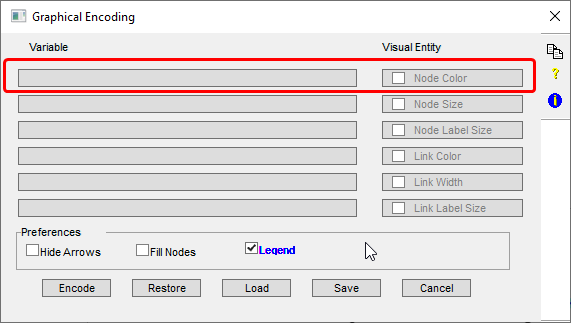 Graphical Encoding
Variable Visual Entity
Node Color
Node Size
Node Label Size
Link Color
Link Width
Link Label Size
Preferences
Hide Arrows Fill Nodes Legend
Encode Restore Load Save Cancel